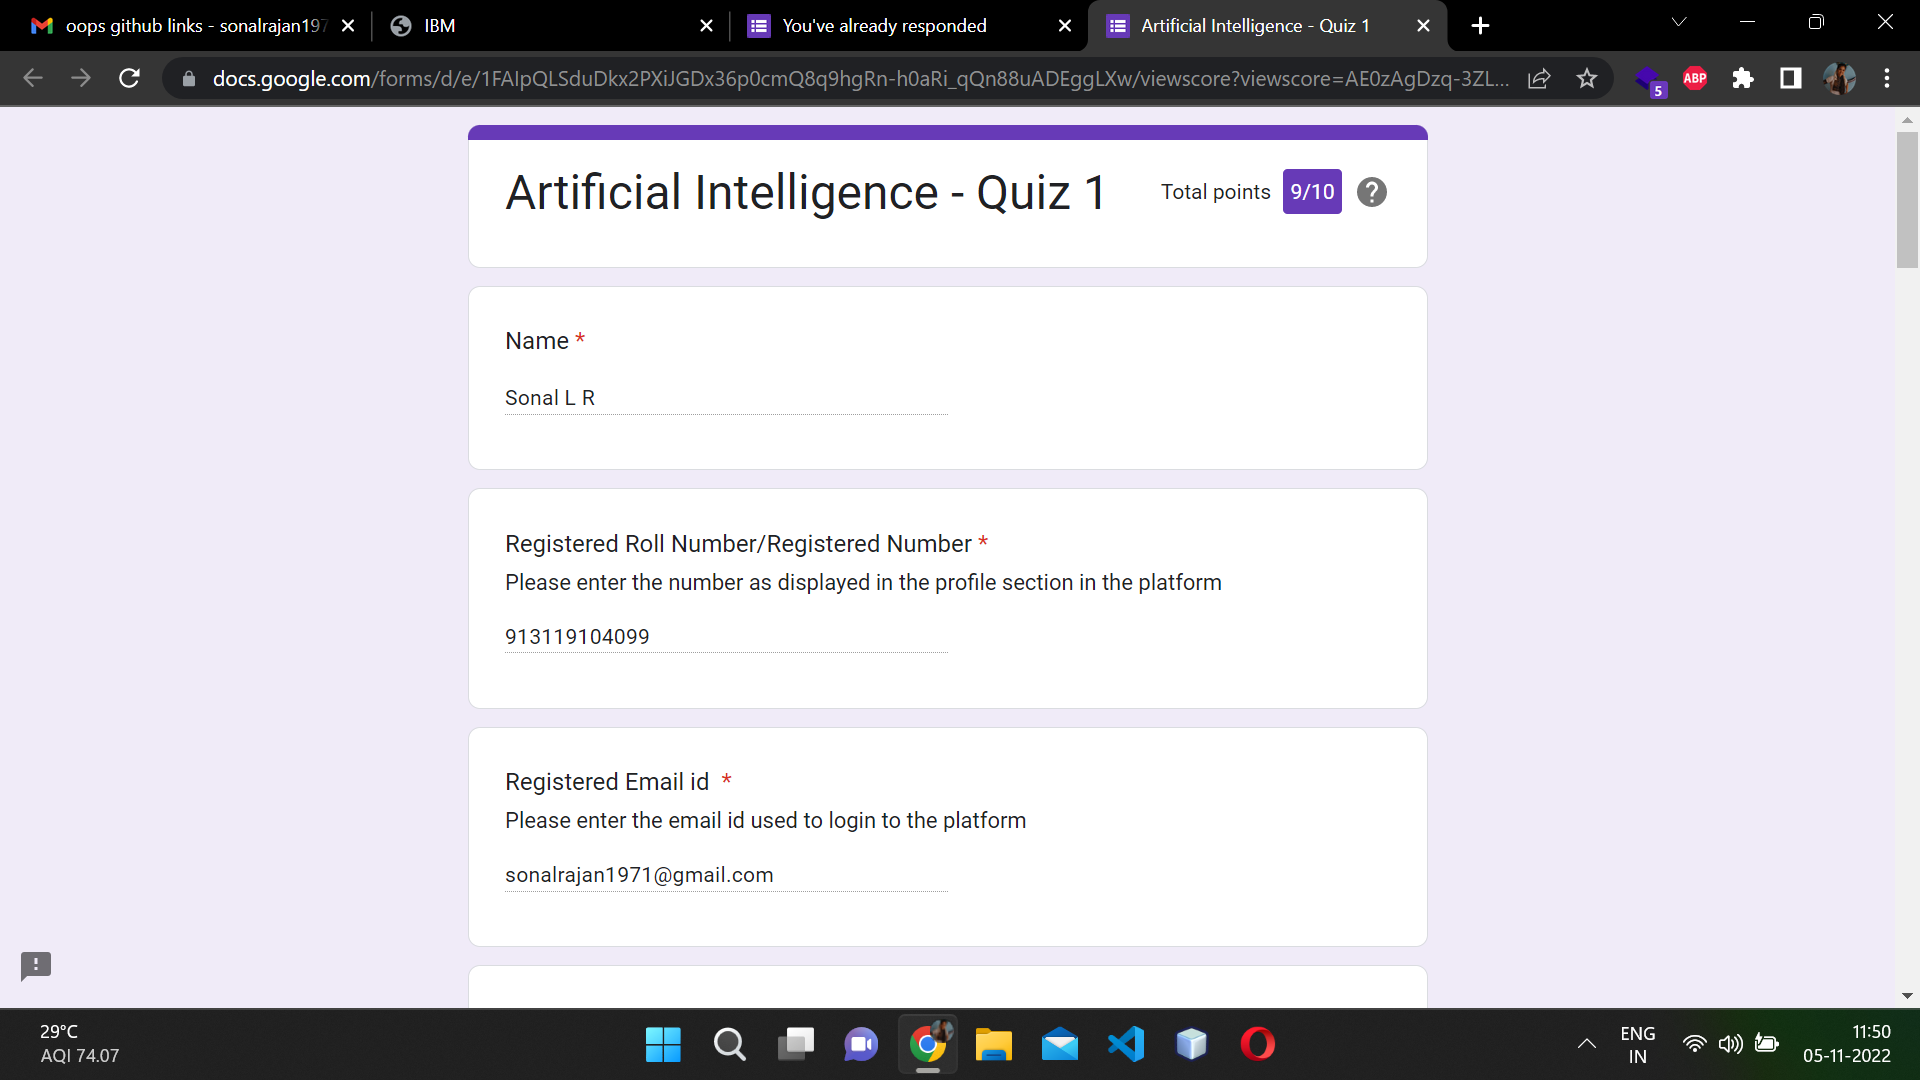 oops github links - sonalrajan197
IBM
You've already responded
Artificial Intelligence - Quiz 1
docs.google.com/forms/d/e/1FAIpQLSduDkx2PXiJGDx36p0cmQ8q9hgRn-h0aRi_qQn88uADEggLXw/viewscore?viewscore=AE0zAgDzq-3ZL...
5
ABP
Artificial Intelligence - Quiz 1
Total points 9/10
Name *
Sonal L R
Registered Roll Number/Registered Number *
Please enter the number as displayed in the profile section in the platform
913119104099
Registered Email id *
Please enter the email id used to login to the platform
sonalrajan1971@gmail.com
29°C
AQI 74.07
ENG
IN
11:50
05-11-2022